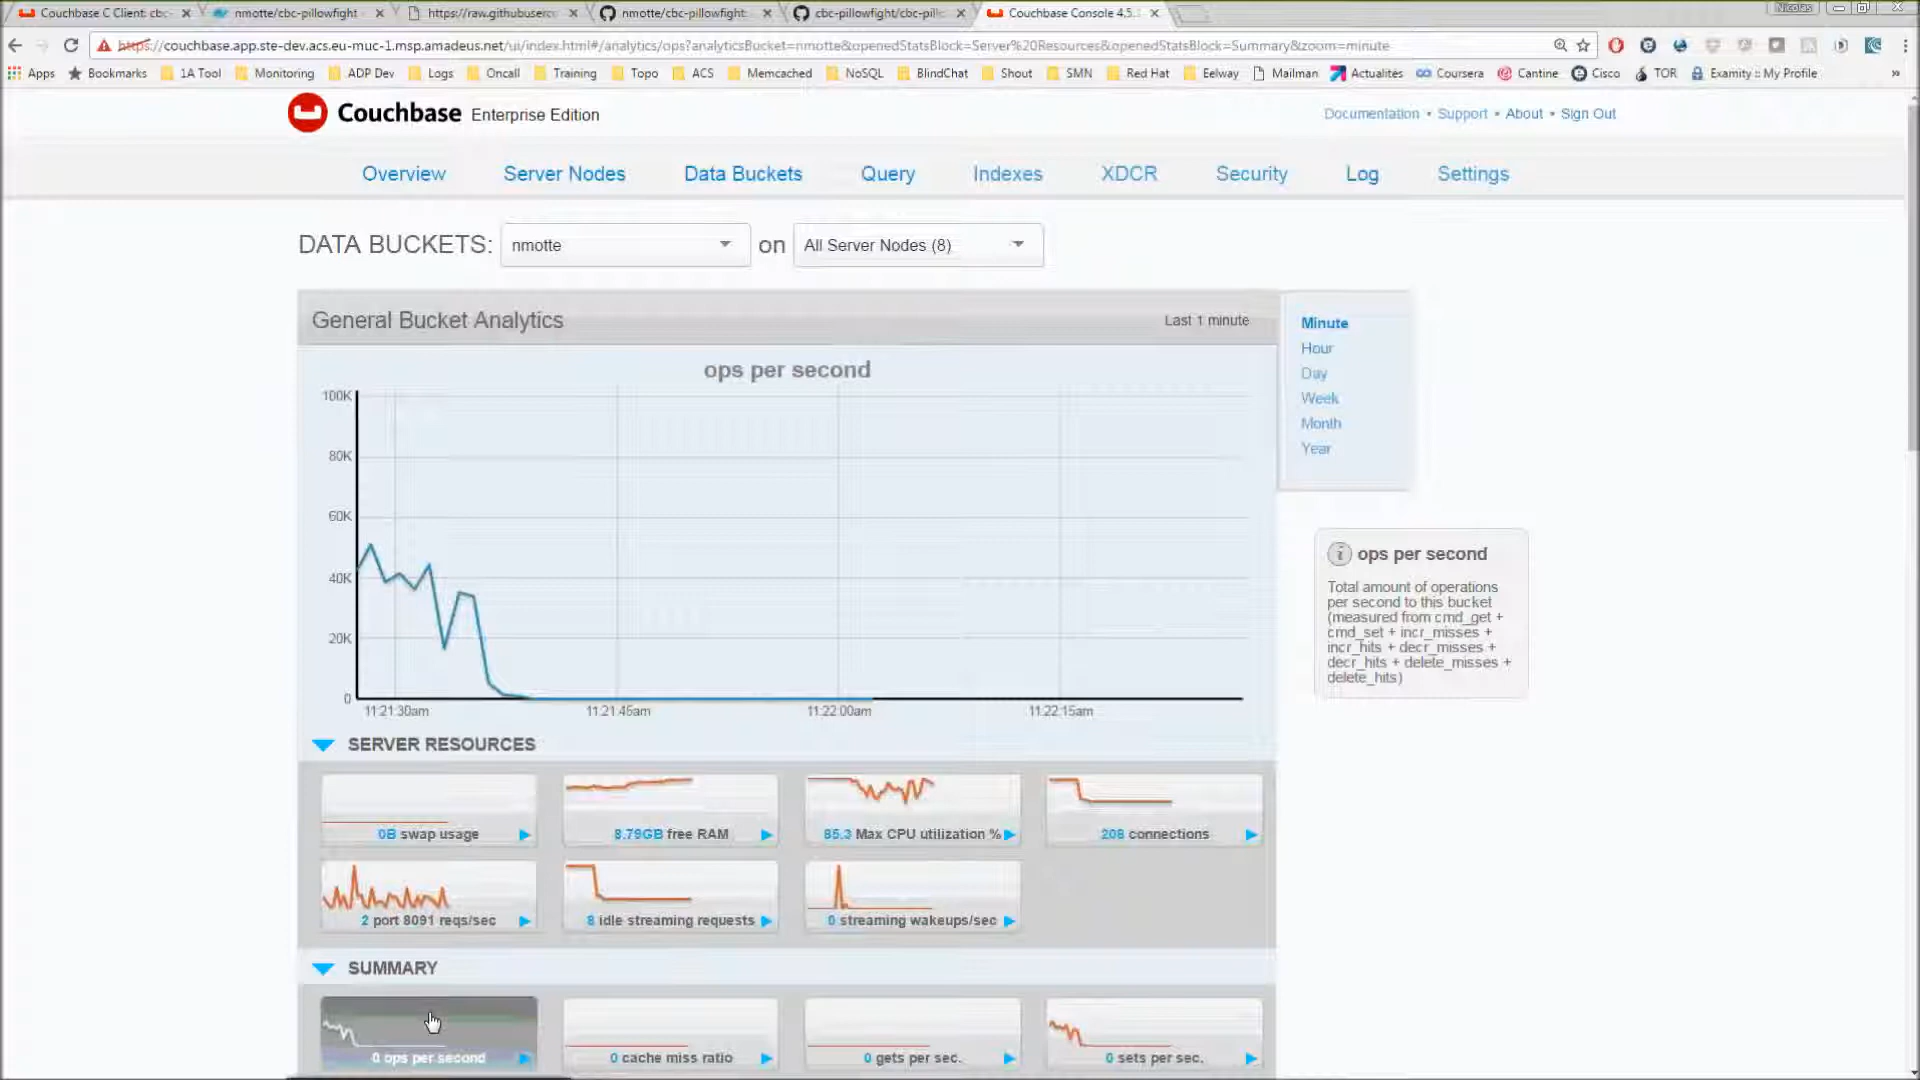 Couchbase C Client: cbc-
nmotte/cbc-pillowfight
https://raw.githubuserc
nmotte/cbc-pillowfight:
cbc-pillowfight/cbc-pill
Couchbase Console 4.5.
Nicolas
https://couchbase.app.ste-dev.acs.eu-muc-1.msp.amadeus.net/ui/index.html#/analytics/ops?analyticsBucket=nmotte&openedStatsBlock=Server%20Resources&openedStatsBlock=Summary&zoom=minute
Apps Bookmarks 1A Tool Monitoring ADP Dev Logs Oncall Training Topo ACS Memcached NoSQL BlindChat Shout SMN Red Hat Eelway Mailman Actualités Coursera Cantine Cisco TOR Examity :: My Profile »
Couchbase Enterprise Edition
Documentation • Support • About • Sign Out
Overview Server Nodes Data Buckets Query Indexes XDCR Security Log Settings
DATA BUCKETS: nmotte on All Server Nodes (8)
General Bucket Analytics
Last 1 minute
Minute
Hour
Day
Week
Month
Year
ops per second
100K
80K
60K
40K
20K
0
11:21:30am 11:21:45am 11:22:00am 11:22:15am
i ops per second
Total amount of operations
per second to this bucket
(measured from cmd_get +
cmd_set + incr_misses +
incr_hits + decr_misses +
decr_hits + delete_misses +
delete_hits)
SERVER RESOURCES
0B swap usage
8.79GB free RAM
85.3 Max CPU utilization %
208 connections
2 port 8091 reqs/sec
8 idle streaming requests
0 streaming wakeups/sec
SUMMARY
0 ops per second
0 cache miss ratio
0 gets per sec.
0 sets per sec.